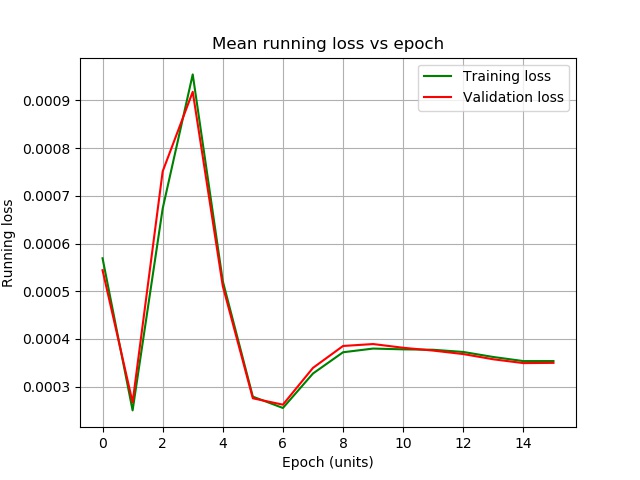 Mean running loss vs epoch
Training loss
Validation loss
0.0009
0.0008
0.0007
0.0006
0.0005
0.0004
0.0003
Running loss
0 2 4 6 8 10 12 14
Epoch (units)